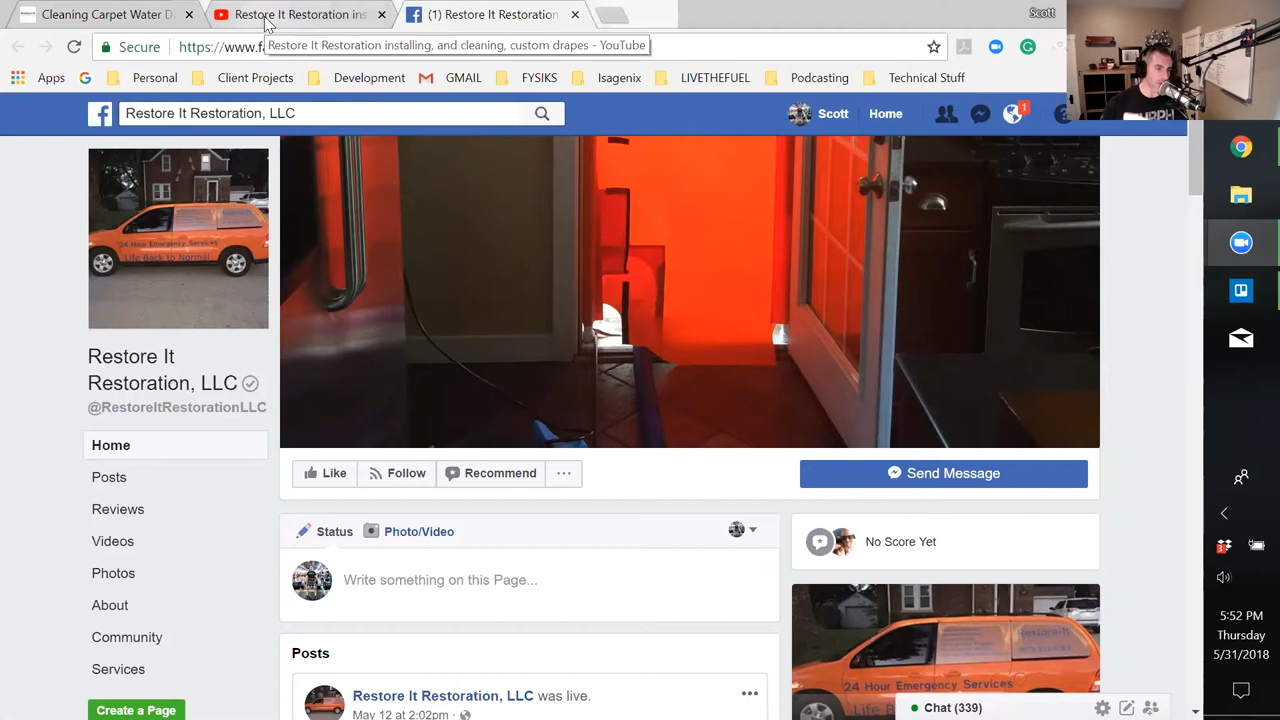 Cleaning Carpet Water D
Restore It Restoration ins
(1) Restore It Restoration
Scott
Secure
https://www.fa
Restore It Restoration installing, and cleaning, custom drapes - YouTube
Apps
Personal
Client Projects
Development
GMAIL
FYSIKS
Isagenix
LIVETHEFUEL
Podcasting
Technical Stuff
Restore It Restoration, LLC
Scott
Home
1
24 Hour Emergency Services
Life Back to Normal
Restore It
Restoration, LLC
@RestoreItRestorationLLC
Home
Posts
Reviews
Videos
Photos
About
Community
Services
Create a Page
Like
Follow
Recommend
Send Message
Status
Photo/Video
Write something on this Page...
No Score Yet
Posts
Restore It Restoration, LLC was live.
May 12 at 2:02pm
Restore-It
24 Hour Emergency Services
Chat (339)
3
5:52 PM
Thursday
5/31/2018